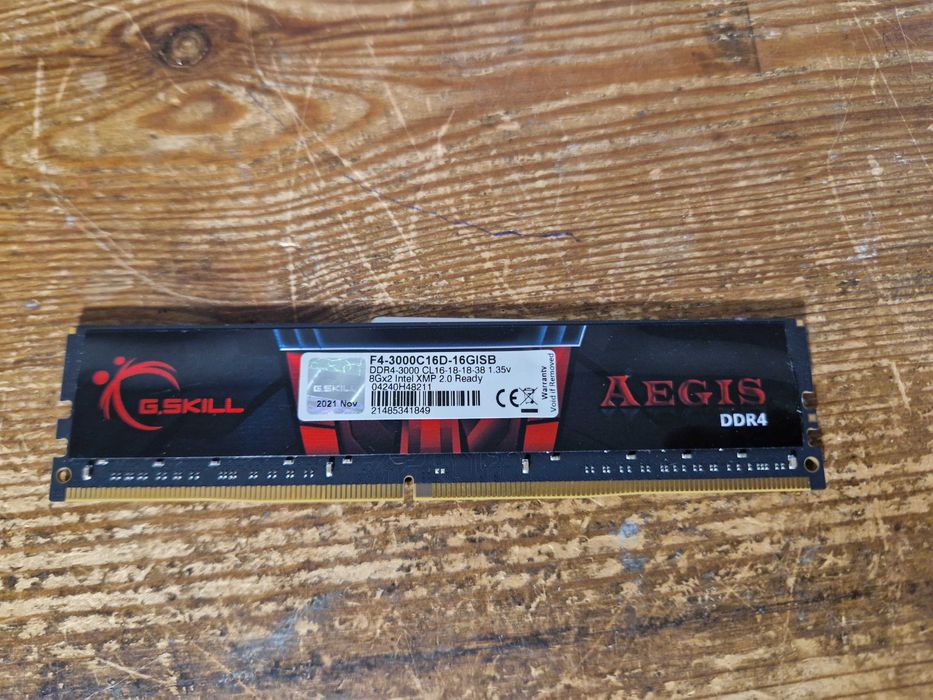 G.SKILL
G.SKILL
2021 Nov
F4-3000C16D-16GISB
DDR4-3000 CL16-18-18-38 1.35v
8Gx2 Intel XMP 2.0 Ready
04240H48211
21485341849
CE
Warranty
Void if Removed
AEGIS
DDR4